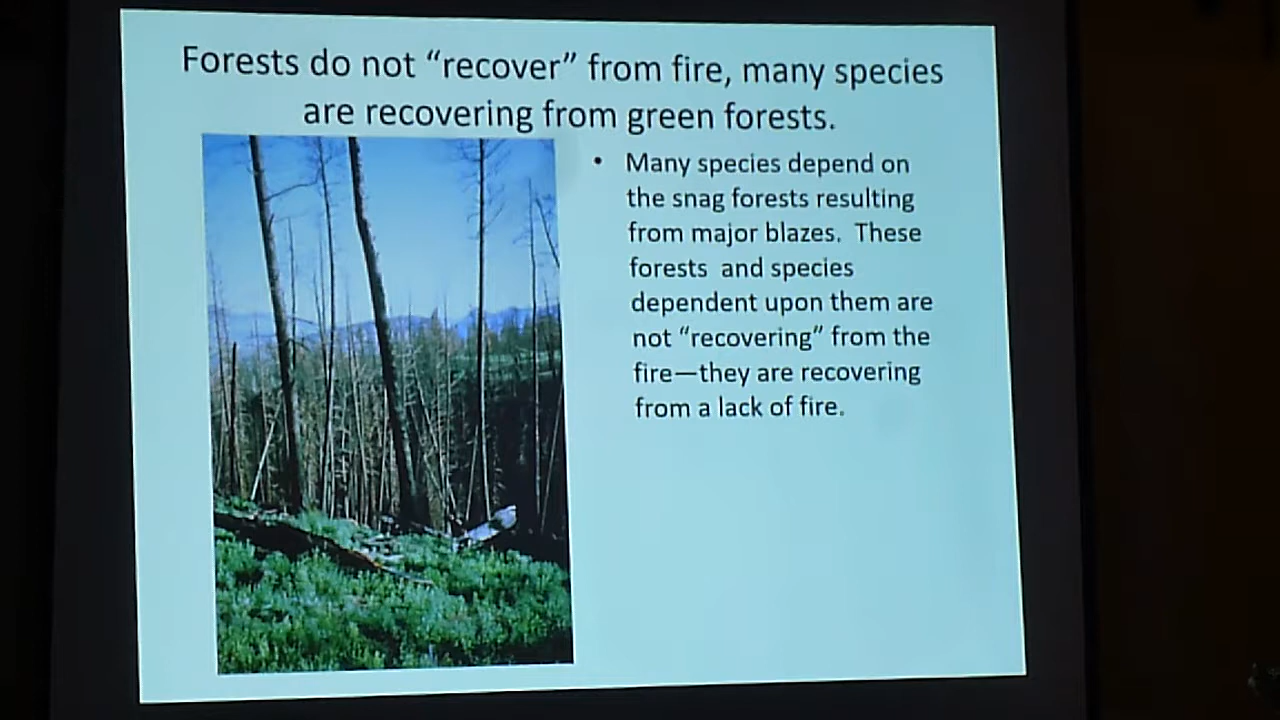 Forests do not “recover” from fire, many species
are recovering from green forests.
• Many species depend on
the snag forests resulting
from major blazes.  These
forests  and species
dependent upon them are
not “recovering” from the
fire—they are recovering
from a lack of fire.